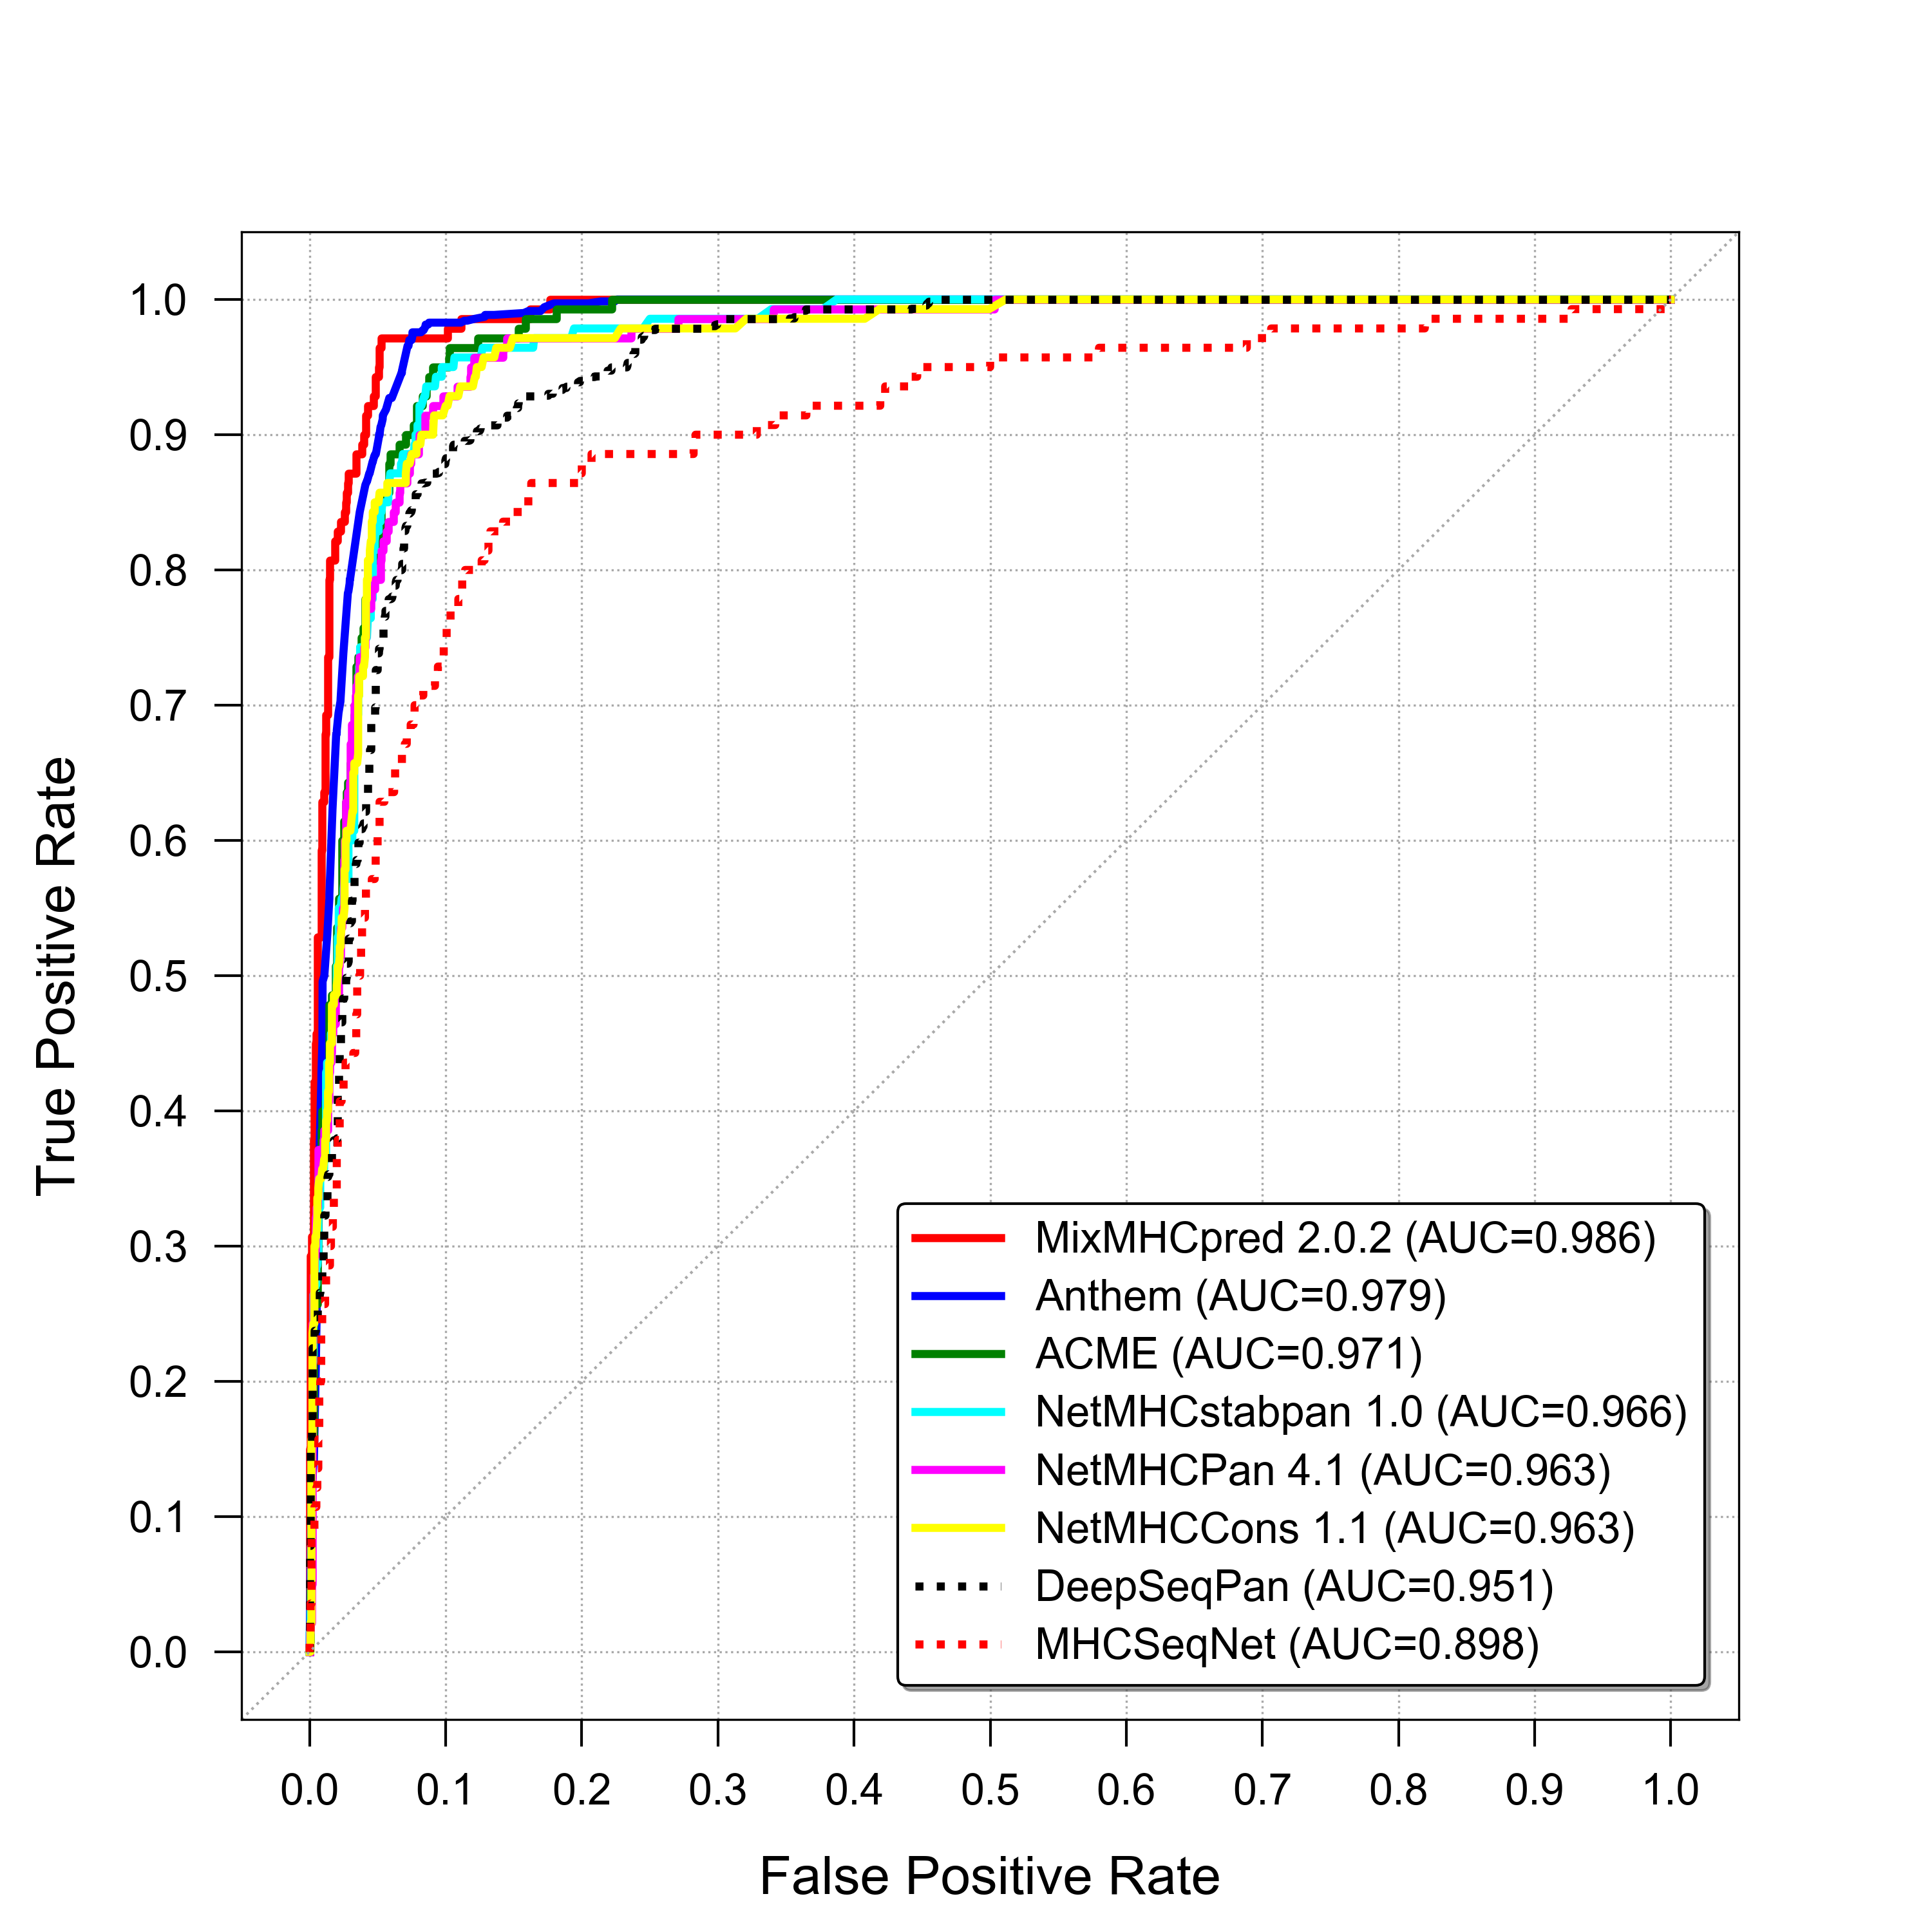 1.0
0.9
0.8
0.7
0.6
0.5
0.4
0.3
0.2
0.1
0.0
True Positive Rate
MixMHCpred 2.0.2 (AUC=0.986)
Anthem (AUC=0.979)
ACME (AUC=0.971)
NetMHCstabpan 1.0 (AUC=0.966)
NetMHCPan 4.1 (AUC=0.963)
NetMHCCons 1.1 (AUC=0.963)
DeepSeqPan (AUC=0.951)
MHCSeqNet (AUC=0.898)
0.0 0.1 0.2 0.3 0.4 0.5 0.6 0.7 0.8 0.9 1.0
False Positive Rate